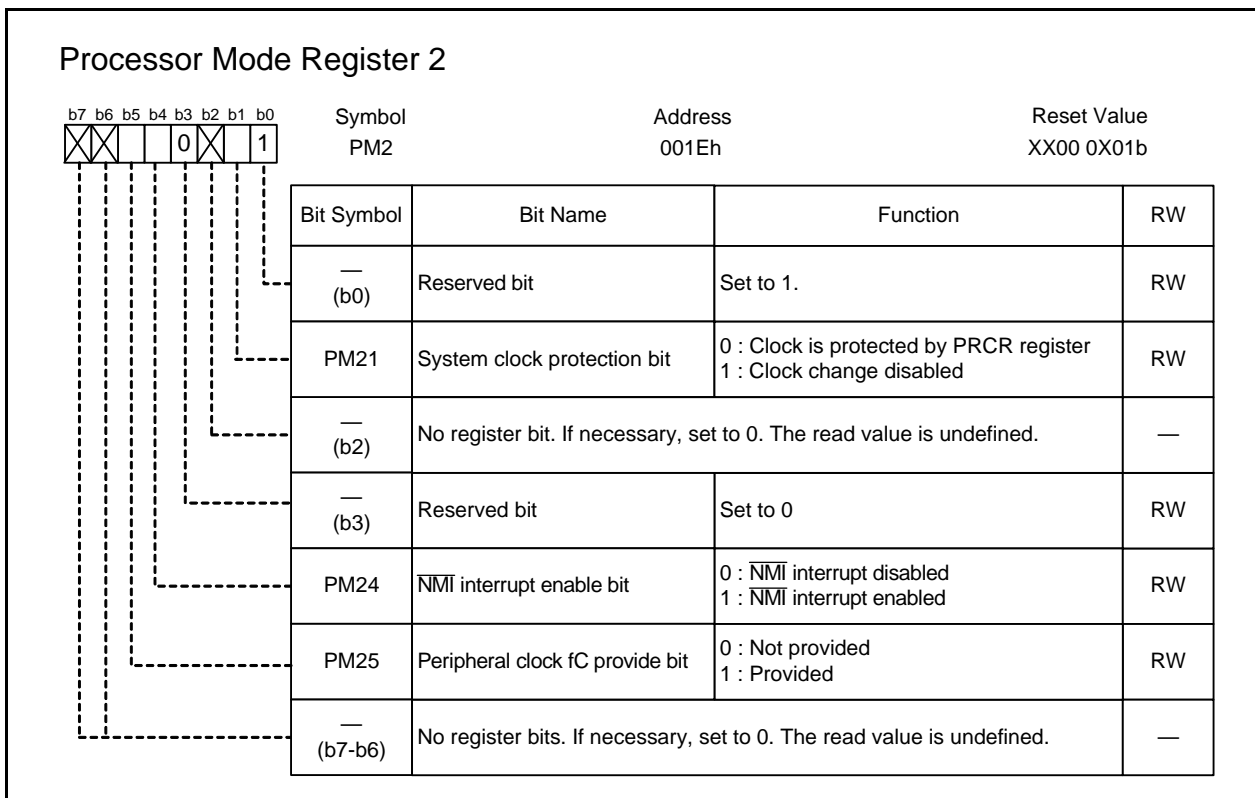 Processor Mode Register 2
b7 b6 b5 b4 b3 b2 b1 b0
0 1
Symbol Address Reset Value
PM2 001Eh XX00 0X01b
Bit Symbol Bit Name Function RW
—
(b0) Reserved bit Set to 1. RW
PM21 System clock protection bit 0 : Clock is protected by PRCR register
1 : Clock change disabled RW
—
(b2) No register bit. If necessary, set to 0. The read value is undefined. —
—
(b3) Reserved bit Set to 0 RW
PM24 N̅M̅I̅ interrupt enable bit 0 : N̅M̅I̅ interrupt disabled
1 : N̅M̅I̅ interrupt enabled RW
PM25 Peripheral clock fC provide bit 0 : Not provided
1 : Provided RW
—
(b7-b6) No register bits. If necessary, set to 0. The read value is undefined. —